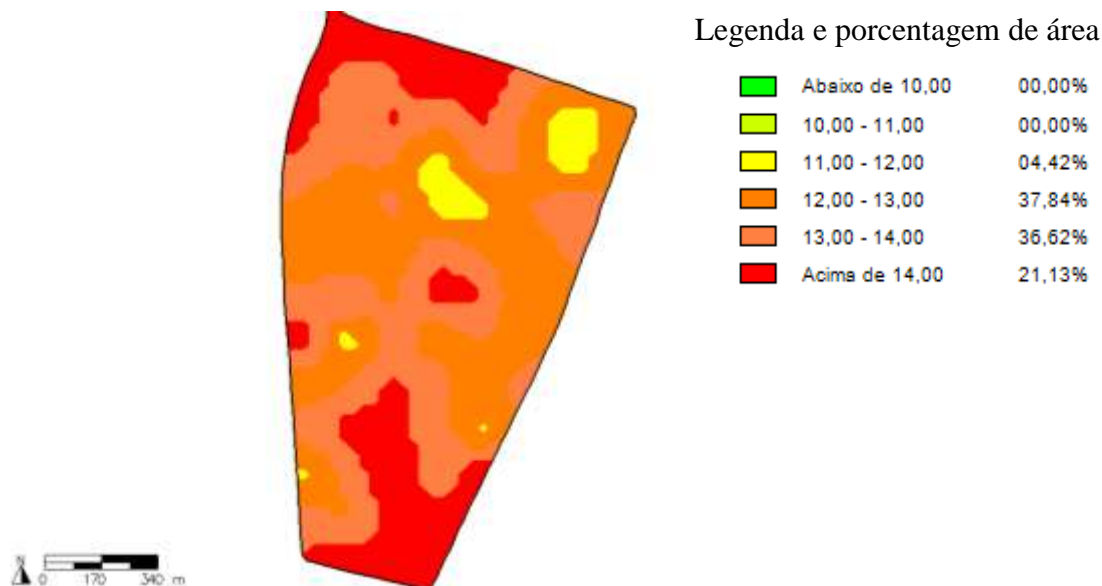 Legenda e porcentagem de área
Abaixo de 10,00 00,00%
10,00 - 11,00 00,00%
11,00 - 12,00 04,42%
12,00 - 13,00 37,84%
13,00 - 14,00 36,62%
Acima de 14,00 21,13%
N
0 170 340 m